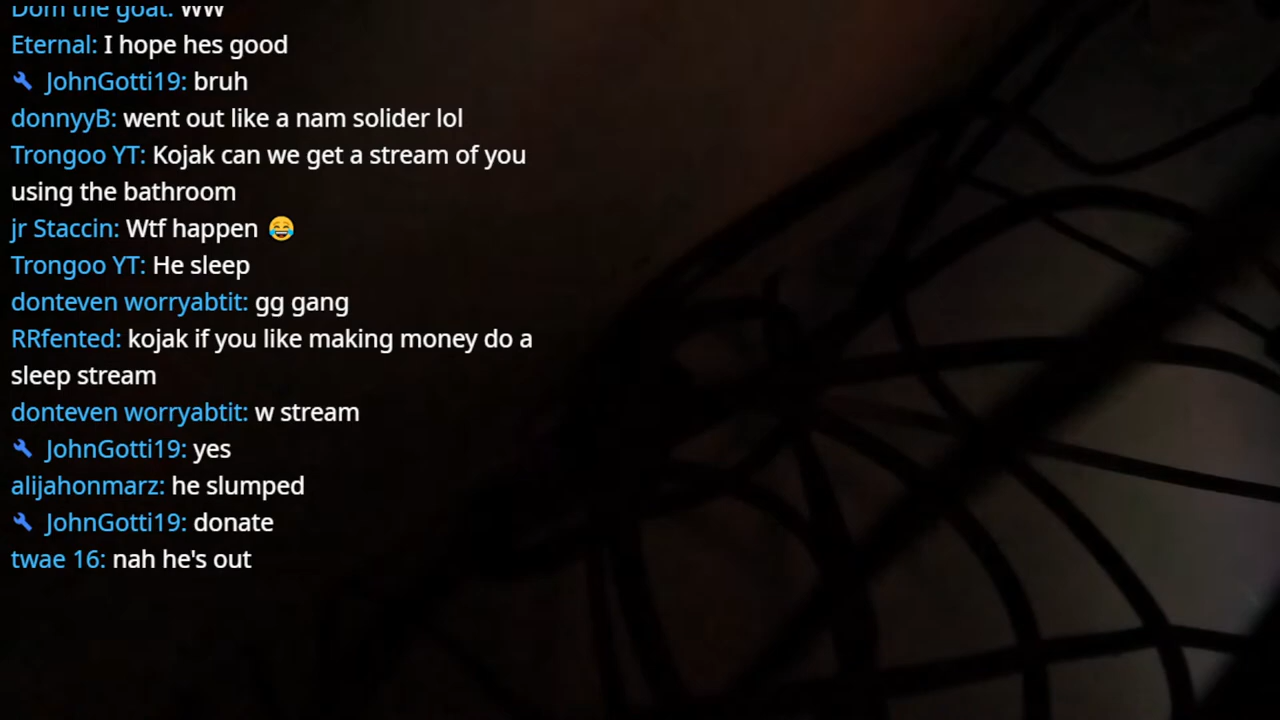 Dom the goat: WW
Eternal: I hope hes good
JohnGotti19: bruh
donnyyB: went out like a nam solider lol
Trongoo YT: Kojak can we get a stream of you
using the bathroom
jr Staccin: Wtf happen 😂
Trongoo YT: He sleep
donteven worryabtit: gg gang
RRfented: kojak if you like making money do a
sleep stream
donteven worryabtit: w stream
JohnGotti19: yes
alijahonmarz: he slumped
JohnGotti19: donate
twae 16: nah he's out